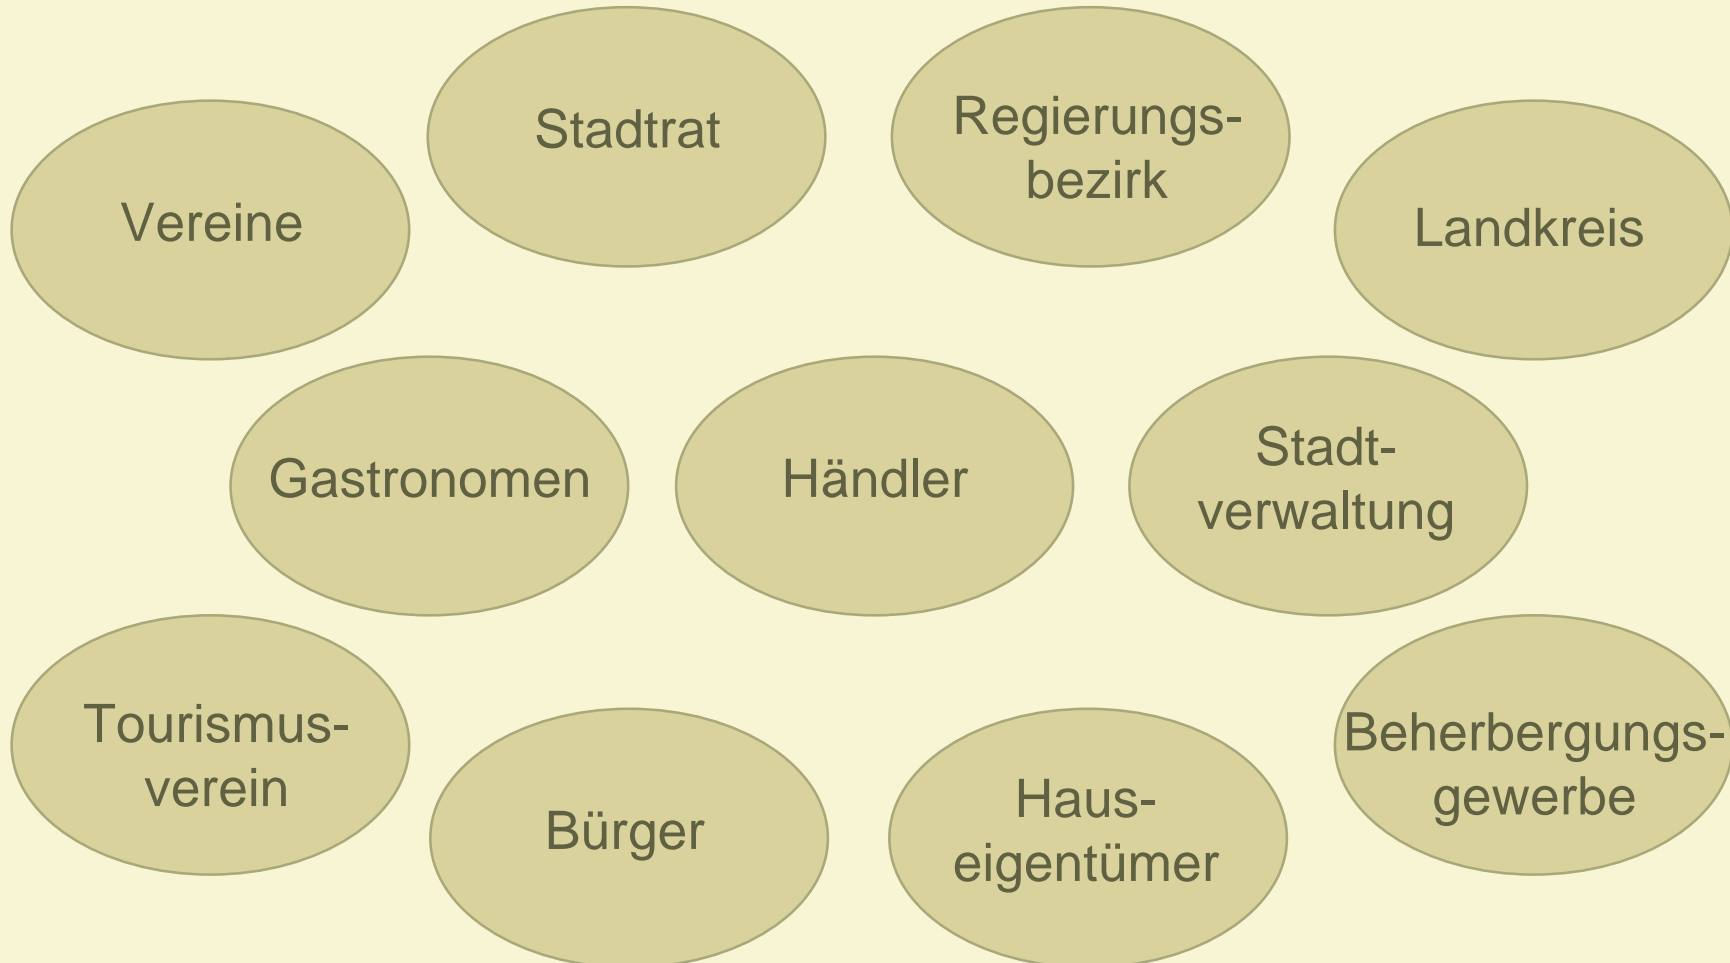 Vereine
Stadtrat
Regierungs-
bezirk
Landkreis
Gastronomen
Händler
Stadt-
verwaltung
Tourismus-
verein
Bürger
Haus-
eigentümer
Beherbergungs-
gewerbe